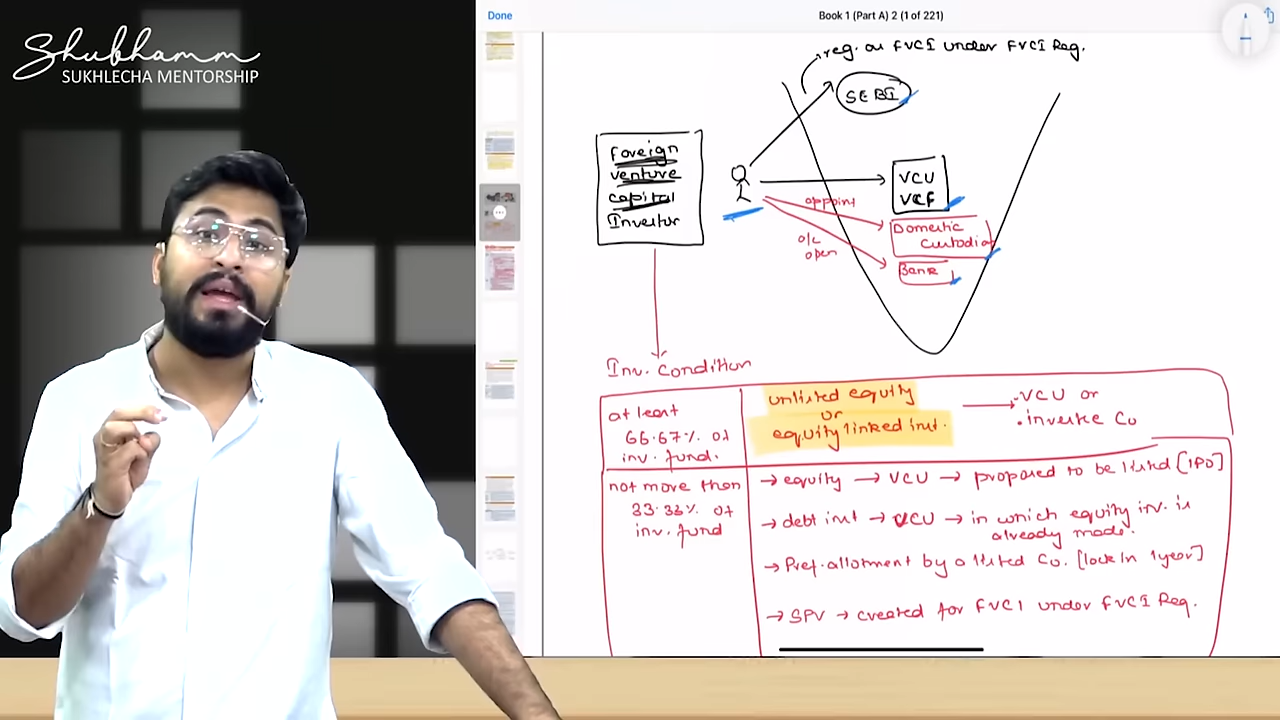 Shubhamm
SUKHLECHA MENTORSHIP
Done
Book 1 (Part A) 2 (1 of 221)
reg. as FVCI under FVCI Reg.
SEBI
Foreign
venture
capital
Investor
VCU
VCF
appoint
Domestic
Custodian
a/c
open
Bank
Inv. Condition
at least
66.67% of
inv. fund.
unlisted equity
or
equity linked inst.
VCU or
investee Co
not more than
33.33% of
inv. fund
→ equity → VCU → proposed to be listed [IPO]
→ debt inst → VCU → in which equity inv. is
already made.
→ Pref. allotment by a listed Co. [lock In 1 year]
→ SPV → created for FVCI under FVCI Reg.